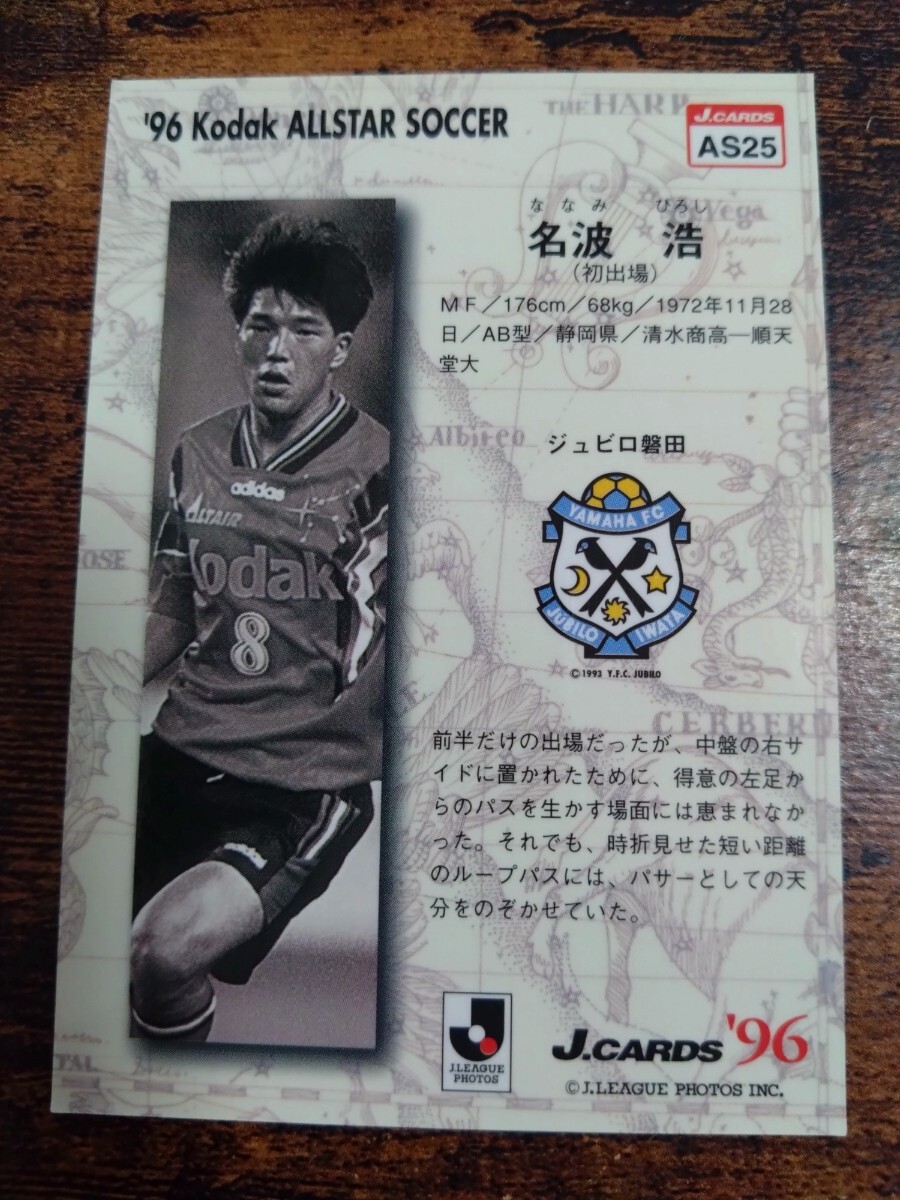 '96 Kodak ALLSTAR SOCCER
THE HARP
J.CARDS
AS25
ななみ ひろし
Vega
名波 浩
(初出場)
MF/176cm/68kg/1972年11月28
日/AB型/静岡県/清水商高―順天
堂大
Albireo
ジュビロ磐田
adidas
ALTAIR
Kodak
8
YAMAHA FC
JUBILO IWATA
©1993 Y.F.C. JUBILO
CERBERU
前半だけの出場だったが、中盤の右サ
イドに置かれたために、得意の左足か
らのパスを生かす場面には恵まれなか
った。それでも、時折見せた短い距離
のループパスには、パサーとしての天
分をのぞかせていた。
adidas
J.LEAGUE
PHOTOS
J.CARDS '96
©J.LEAGUE PHOTOS INC.